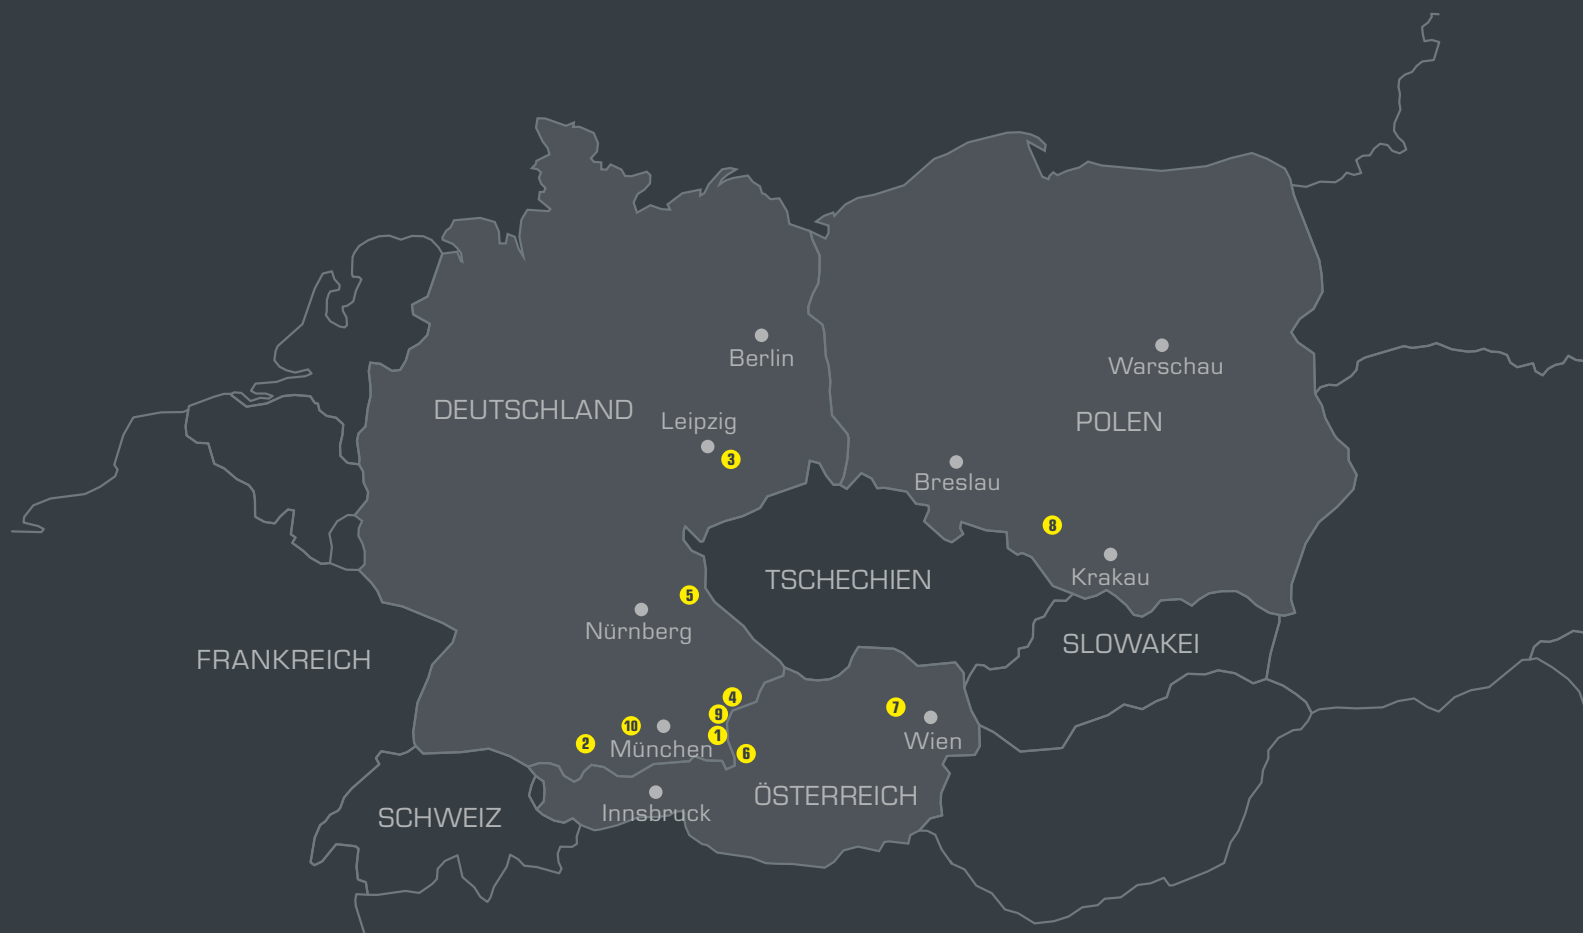 Berlin
Warschau
DEUTSCHLAND
Leipzig
POLEN
3
Breslau
8
Krakau
TSCHECHIEN
5
Nürnberg
SLOWAKEI
FRANKREICH
4
7
9
10
1
2
München
Wien
6
ÖSTERREICH
Innsbruck
SCHWEIZ